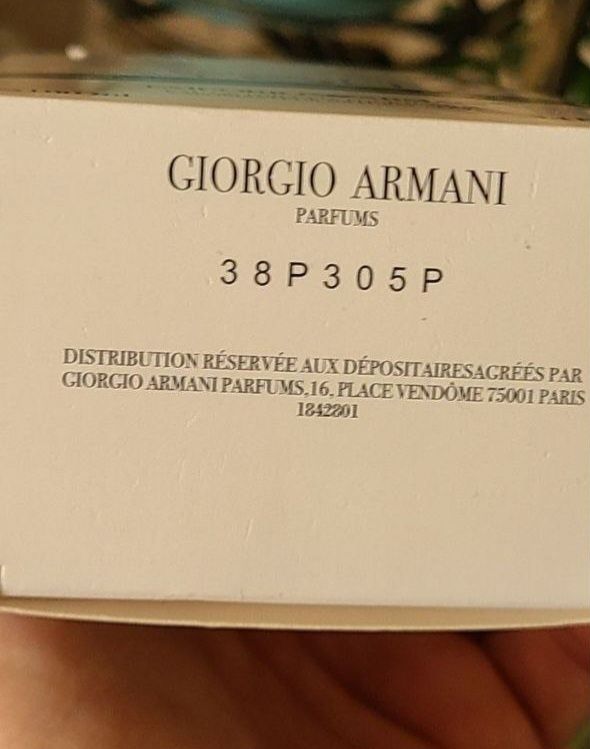 GIORGIO ARMANI
PARFUMS
38P305P
DISTRIBUTION RÉSERVÉE AUX DÉPOSITAIRESAGRÉÉS PAR
GIORGIO ARMANI PARFUMS,16, PLACE VENDÔME 75001 PARIS
1842801